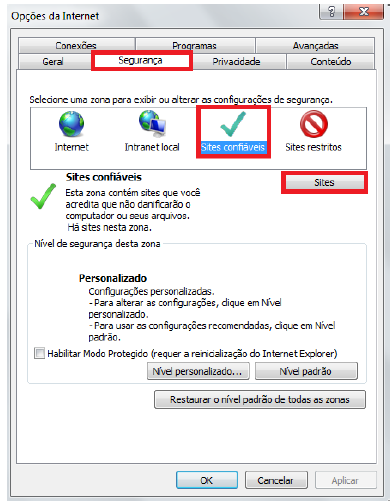 Opções da Internet
?
Conexões Programas Avançadas
Geral Segurança Privacidade Conteúdo
Selecione uma zona para exibir ou alterar as configurações de segurança.
Internet Intranet local Sites confiáveis Sites restritos
Sites confiáveis
Sites
Esta zona contém sites que você
acredita que não danificarão o
computador ou seus arquivos.
Há sites nesta zona.
Nível de segurança desta zona
Personalizado
Configurações personalizadas.
- Para alterar as configurações, clique em Nível
personalizado.
- Para usar as configurações recomendadas, clique em Nível
padrão.
Habilitar Modo Protegido (requer a reinicialização do Internet Explorer)
Nível personalizado... Nível padrão
Restaurar o nível padrão de todas as zonas
OK Cancelar Aplicar